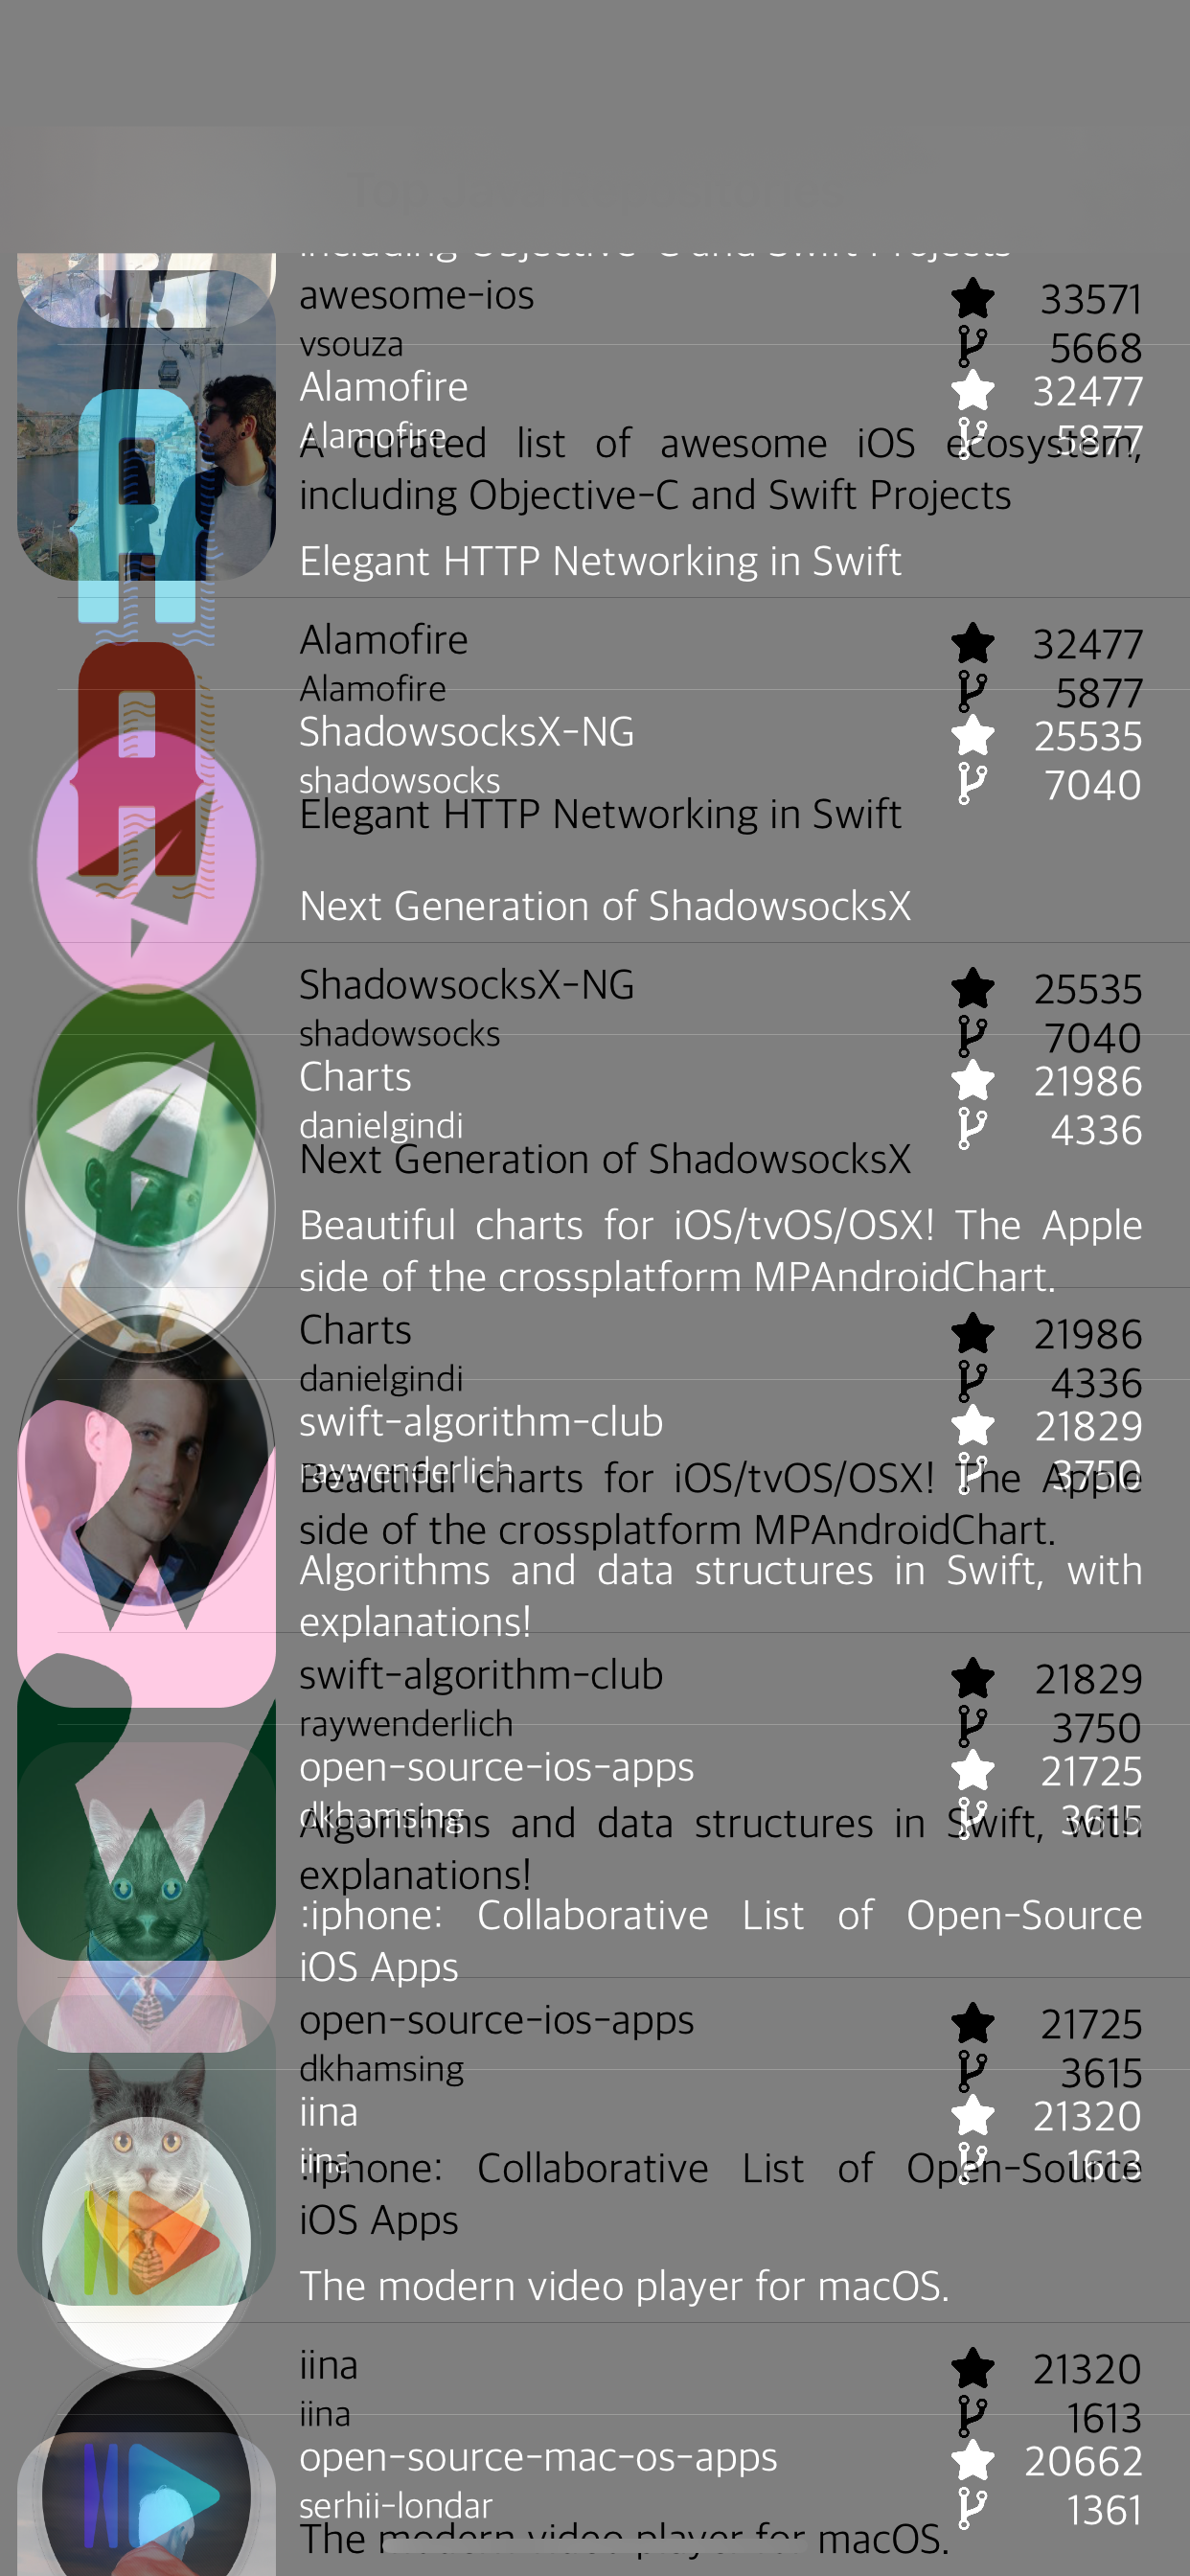 Top
including Objective-C and Swift Projects
awesome-ios 33571
vsouza 5668
Alamofire 32477
Alamofire 5877
A curated list of awesome iOS ecosystem,
including Objective-C and Swift Projects
Elegant HTTP Networking in Swift
Alamofire 32477
Alamofire 5877
ShadowsocksX-NG 25535
shadowsocks 7040
Elegant HTTP Networking in Swift
Next Generation of ShadowsocksX
ShadowsocksX-NG 25535
shadowsocks 7040
Charts 21986
danielgindi 4336
Next Generation of ShadowsocksX
Beautiful charts for iOS/tvOS/OSX! The Apple
side of the crossplatform MPAndroidChart.
Charts 21986
danielgindi 4336
swift-algorithm-club 21829
raywenderlich 3750
Beautiful charts for iOS/tvOS/OSX! The Apple
side of the crossplatform MPAndroidChart.
Algorithms and data structures in Swift, with
explanations!
swift-algorithm-club 21829
raywenderlich 3750
open-source-ios-apps 21725
dkhamsing 3615
Algorithms and data structures in Swift, with
explanations!
:iphone: Collaborative List of Open-Source
iOS Apps
open-source-ios-apps 21725
dkhamsing 3615
iina 21320
iina 1613
:iphone: Collaborative List of Open-Source
iOS Apps
The modern video player for macOS.
iina 21320
iina 1613
open-source-mac-os-apps 20662
serhii-londar 1361
The modern video player for macOS.